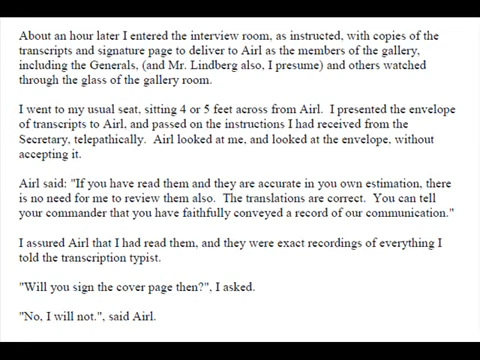 About an hour later I entered the interview room, as instructed, with copies of the
transcripts and signature page to deliver to Airl as the members of the gallery,
including the Generals, (and Mr. Lindberg also, I presume) and others watched
through the glass of the gallery room.
I went to my usual seat, sitting 4 or 5 feet across from Airl.  I presented the envelope
of transcripts to Airl, and passed on the instructions I had received from the
Secretary, telepathically.  Airl looked at me, and looked at the envelope, without
accepting it.
Airl said: "If you have read them and they are accurate in you own estimation, there
is no need for me to review them also.  The translations are correct.  You can tell
your commander that you have faithfully conveyed a record of our communication."
I assured Airl that I had read them, and they were exact recordings of everything I
told the transcription typist.
"Will you sign the cover page then?", I asked.
"No, I will not.", said Airl.